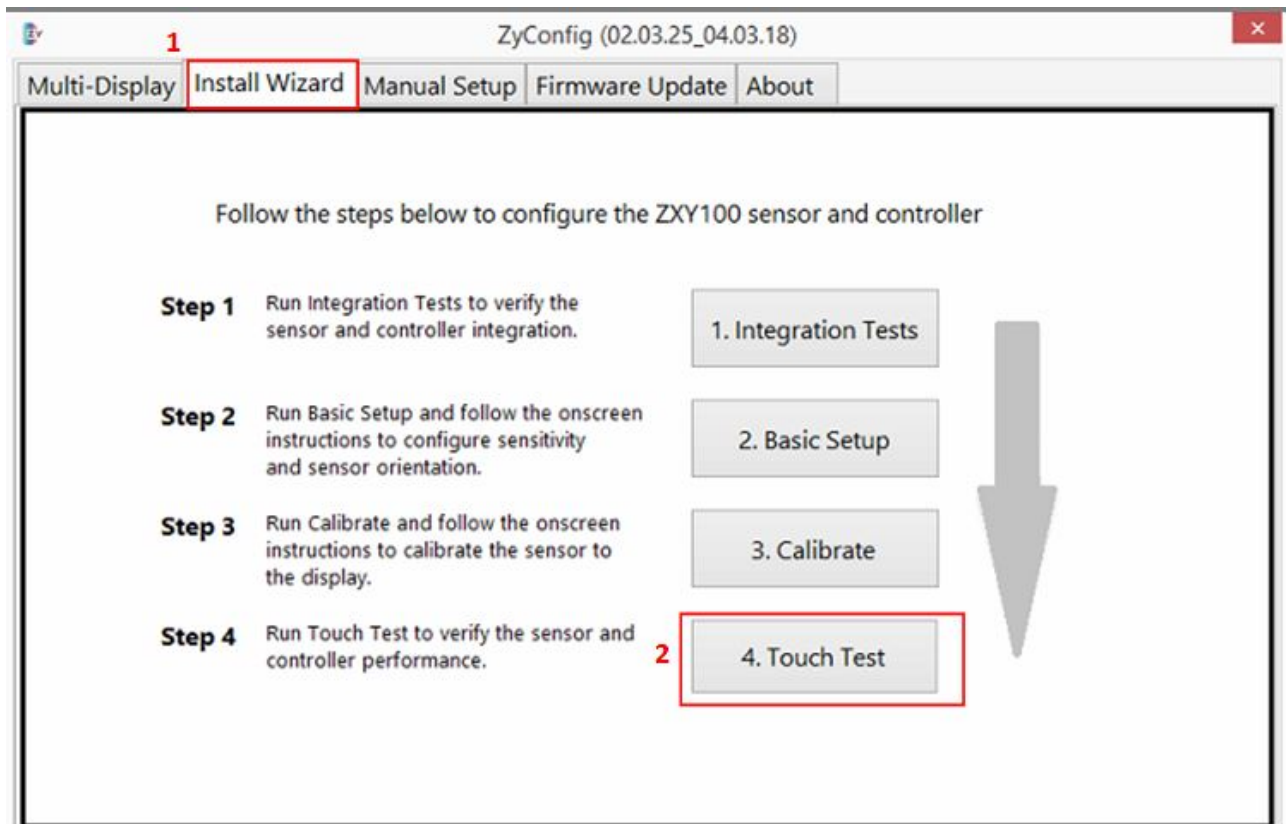 ZyConfig (02.03.25_04.03.18)
1
Multi-Display Install Wizard Manual Setup Firmware Update About
Follow the steps below to configure the ZXY100 sensor and controller
Step 1
Run Integration Tests to verify the
sensor and controller integration.
1. Integration Tests
Step 2
Run Basic Setup and follow the onscreen
instructions to configure sensitivity
and sensor orientation.
2. Basic Setup
Step 3
Run Calibrate and follow the onscreen
instructions to calibrate the sensor to
the display.
3. Calibrate
Step 4
Run Touch Test to verify the sensor and
controller performance.
2
4. Touch Test